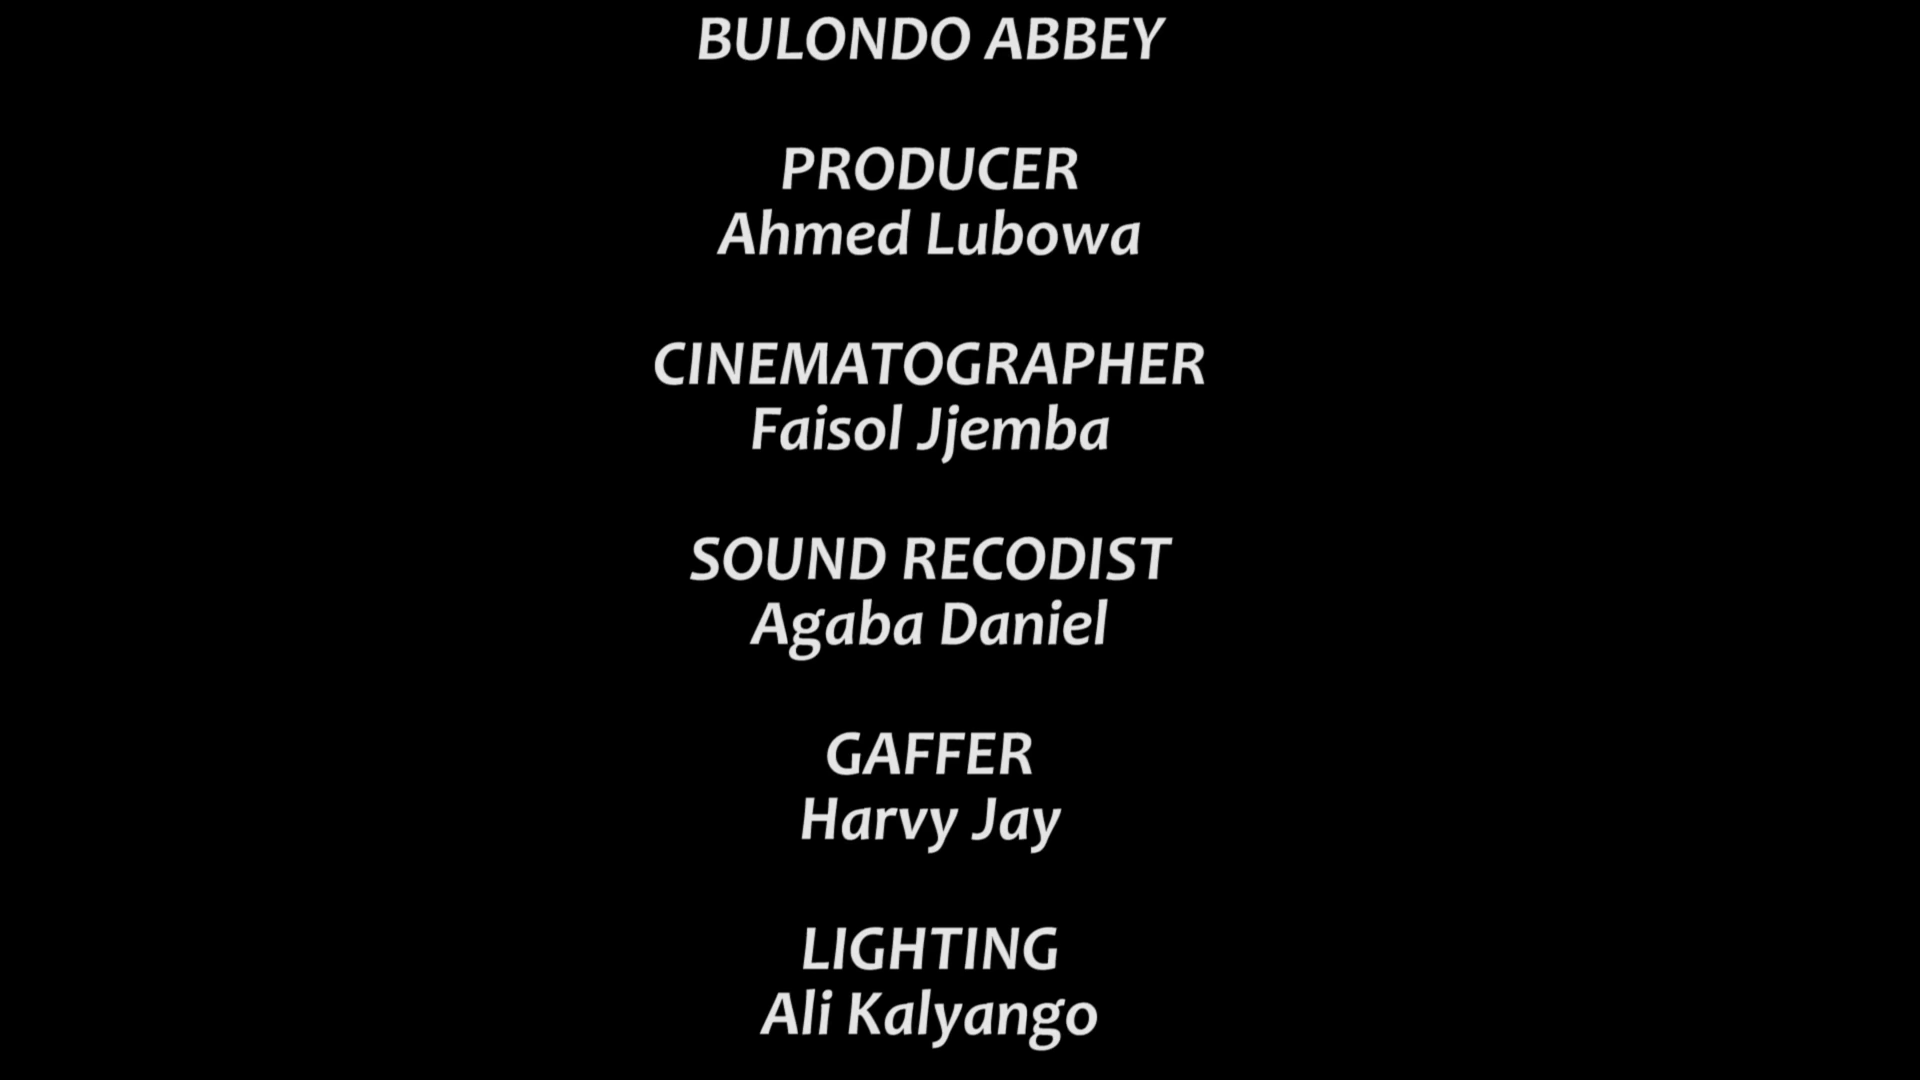 BULONDO ABBEY
PRODUCER
Ahmed Lubowa
CINEMATOGRAPHER
Faisol Jjemba
SOUND RECODIST
Agaba Daniel
GAFFER
Harvy Jay
LIGHTING
Ali Kalyango